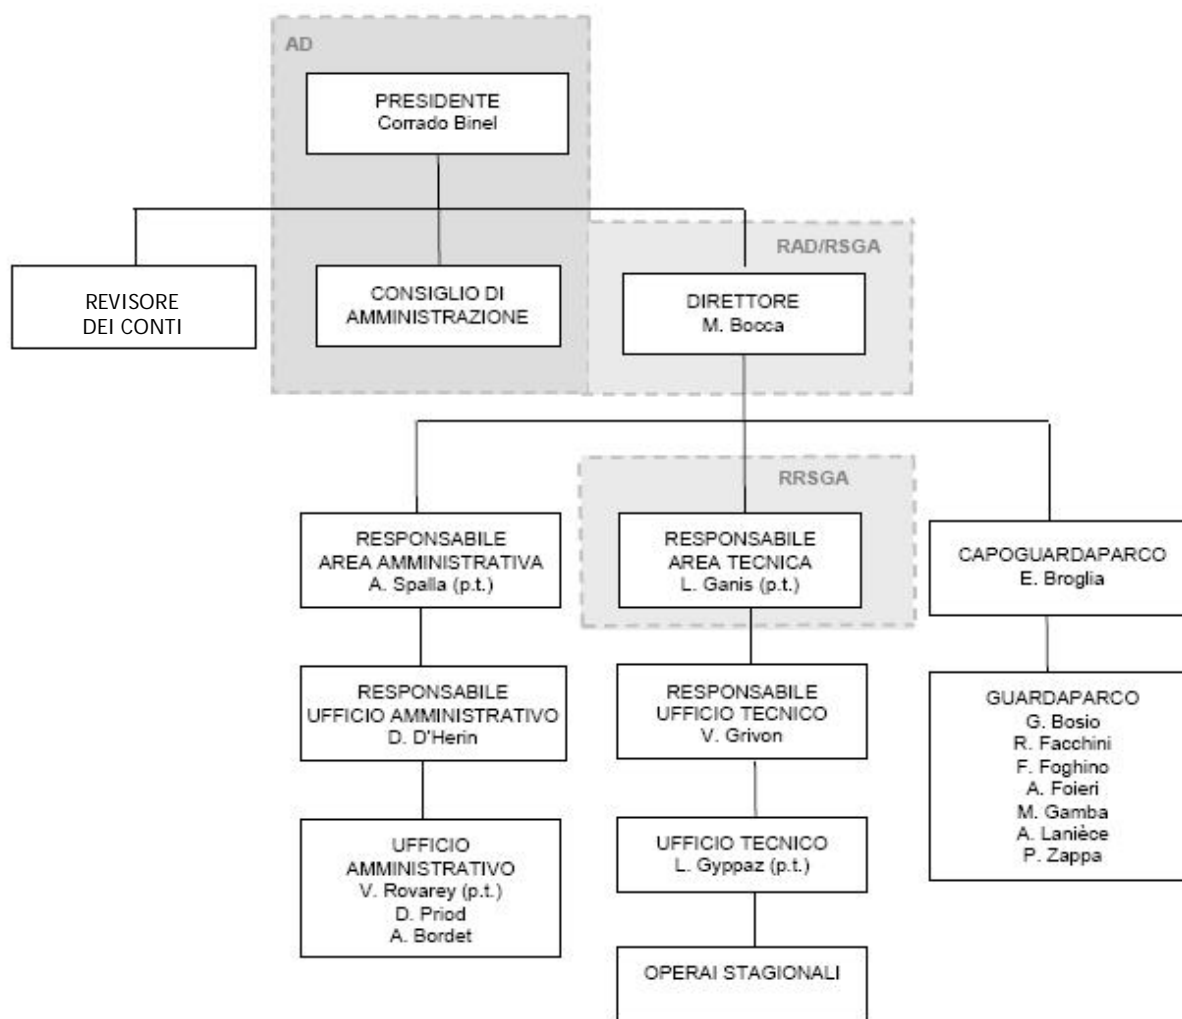 AD
PRESIDENTE
Corrado Binel
RAD/RSGA
REVISORE
DEI CONTI
CONSIGLIO DI
AMMINISTRAZIONE
DIRETTORE
M. Bocca
RRSGA
RESPONSABILE
AREA AMMINISTRATIVA
A. Spalla (p.t.)
RESPONSABILE
AREA TECNICA
L. Ganis (p.t.)
CAPOGUARDAPARCO
E. Broglia
RESPONSABILE
UFFICIO AMMINISTRATIVO
D. D'Herin
RESPONSABILE
UFFICIO TECNICO
V. Grivon
GUARDAPARCO
G. Bosio
R. Facchini
F. Foghino
A. Foieri
M. Gamba
A. Lanièce
P. Zappa
UFFICIO
AMMINISTRATIVO
V. Rovarey (p.t.)
D. Priod
A. Bordet
UFFICIO TECNICO
L. Gyppaz (p.t.)
OPERAI STAGIONALI